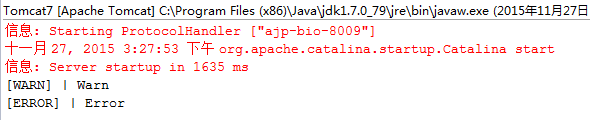 Tomcat7 [Apache Tomcat] C:\Program Files (x86)\Java\jdk1.7.0_79\jre\bin\javaw.exe (2015年11月27日
信息: Starting ProtocolHandler ["ajp-bio-8009"]
十一月 27, 2015 3:27:53 下午 org.apache.catalina.startup.Catalina start
信息: Server startup in 1635 ms
[WARN] | Warn
[ERROR] | Error